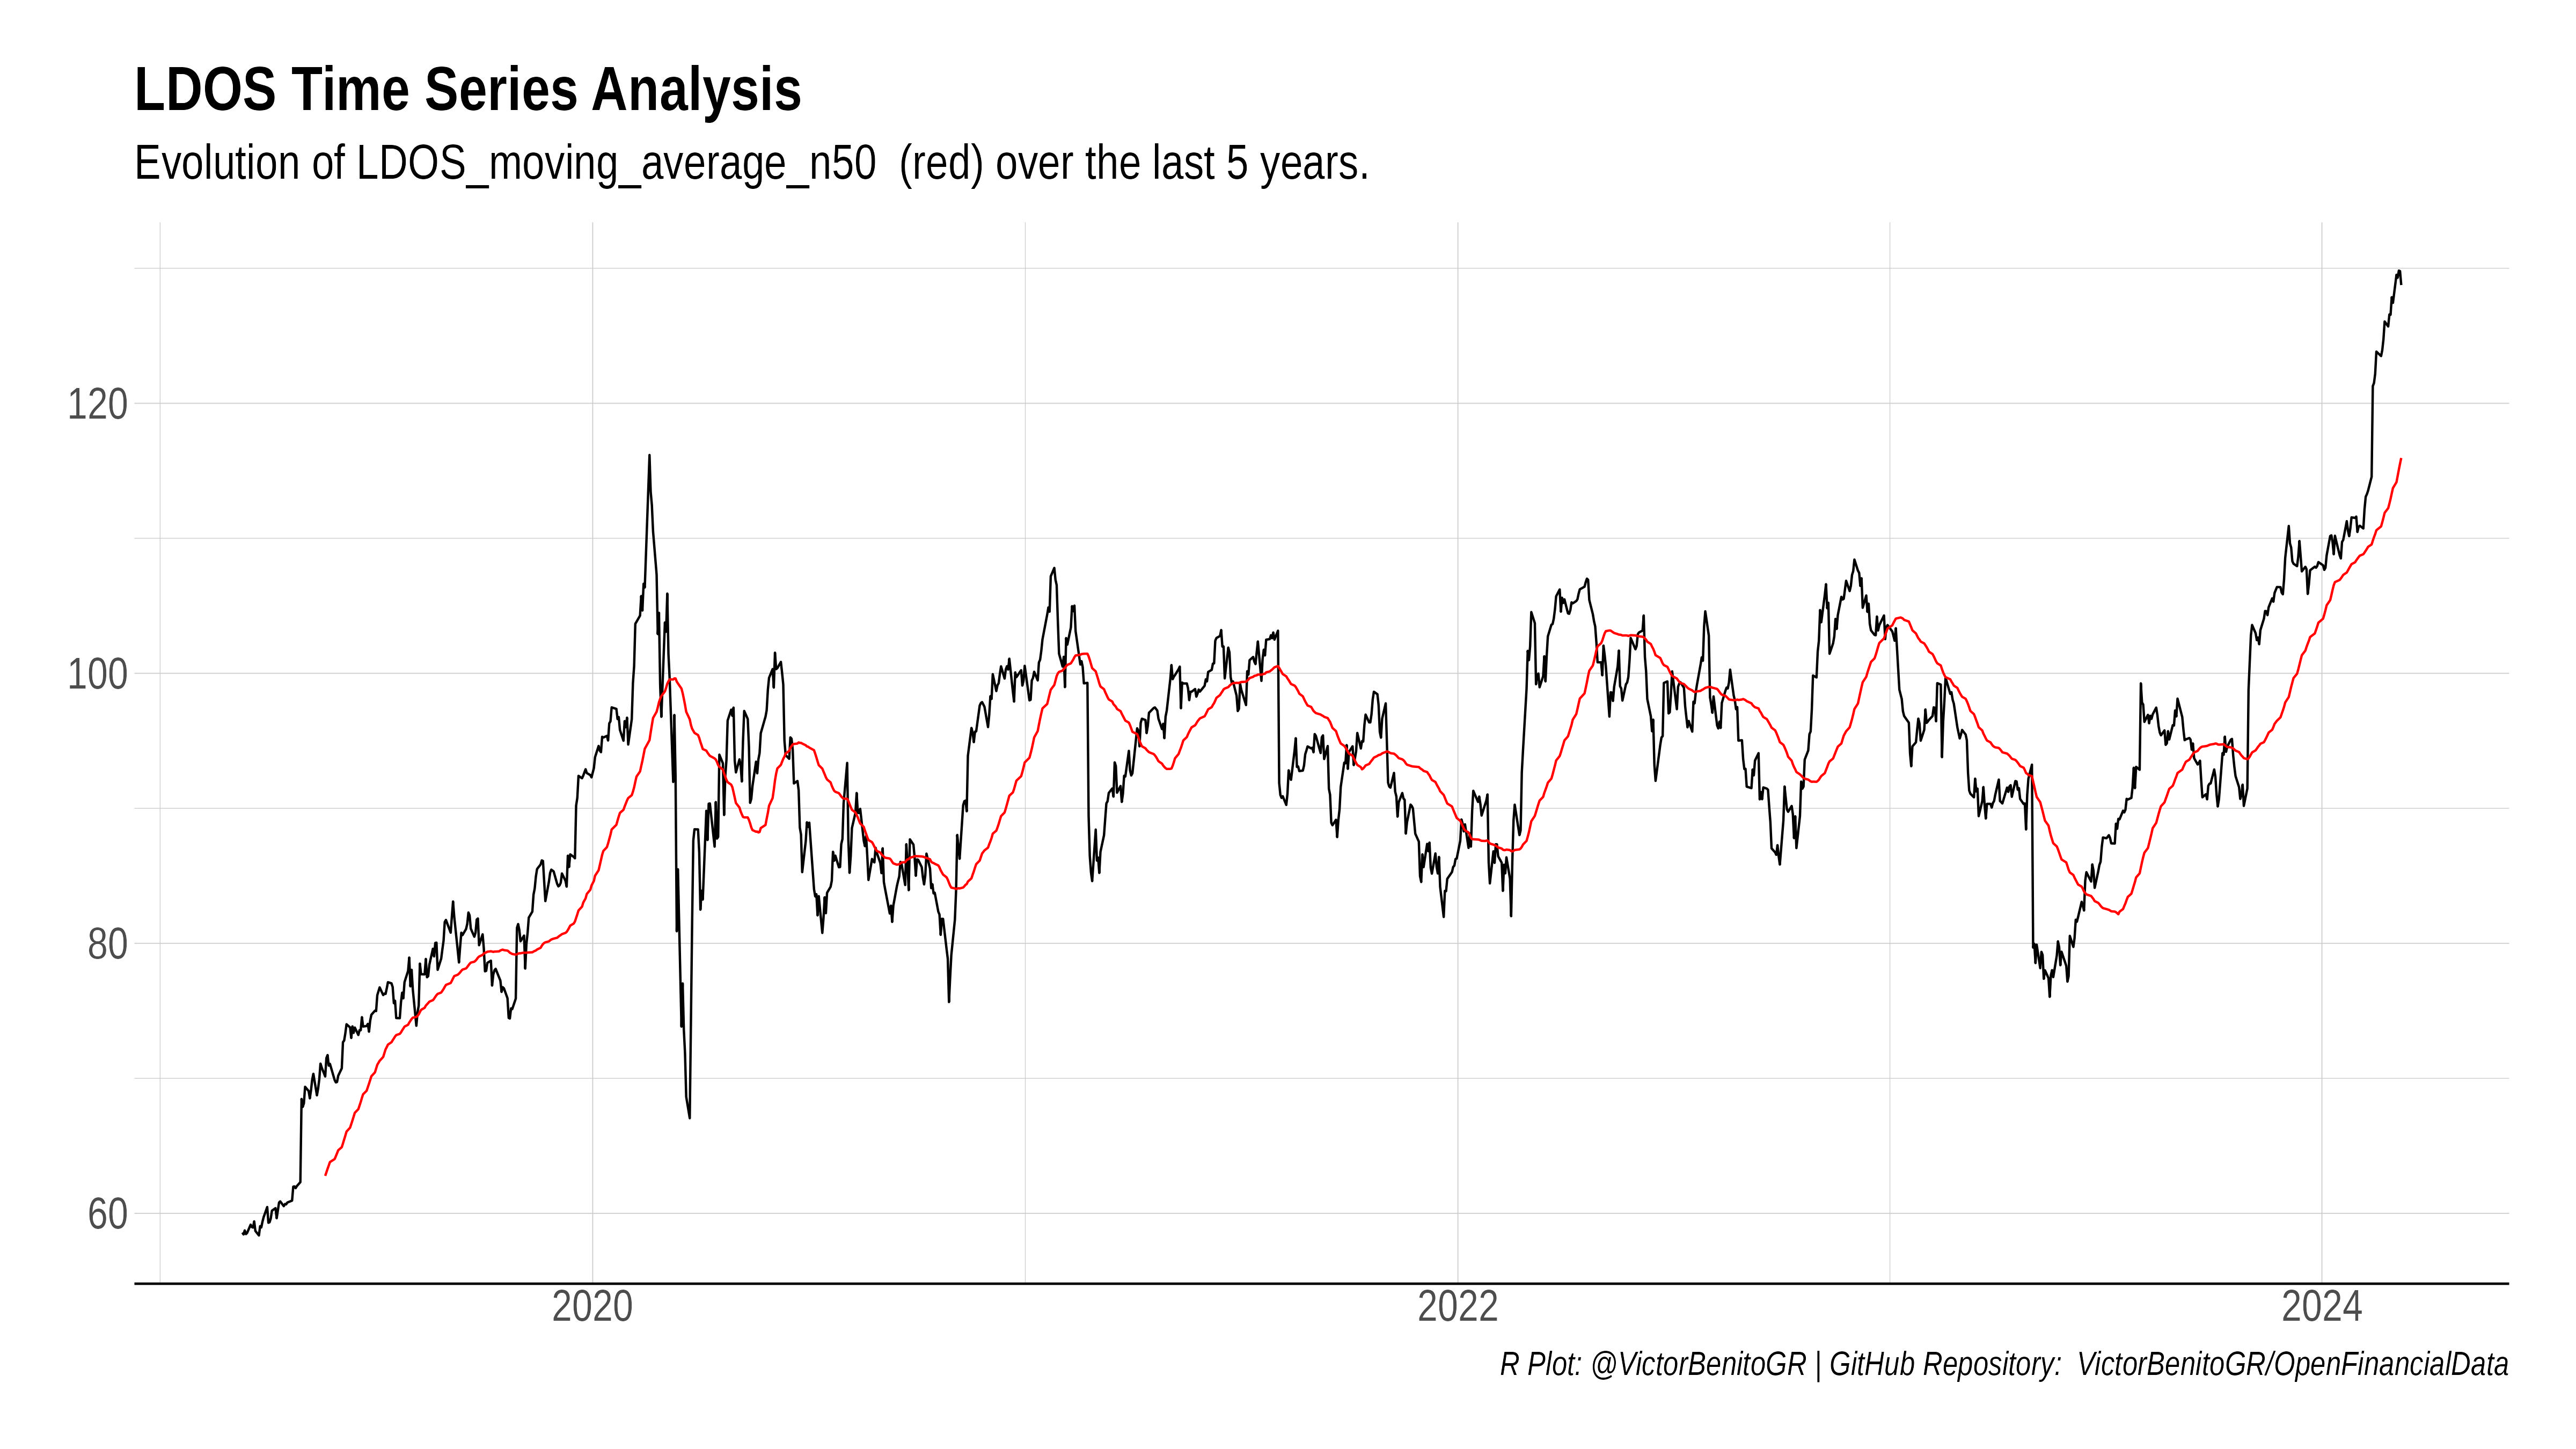 LDOS Time Series Analysis
Evolution of LDOS_moving_average_n50  (red) over the last 5 years.
120
100
80
60
2020 2022 2024
R Plot: @VictorBenitoGR | GitHub Repository:  VictorBenitoGR/OpenFinancialData